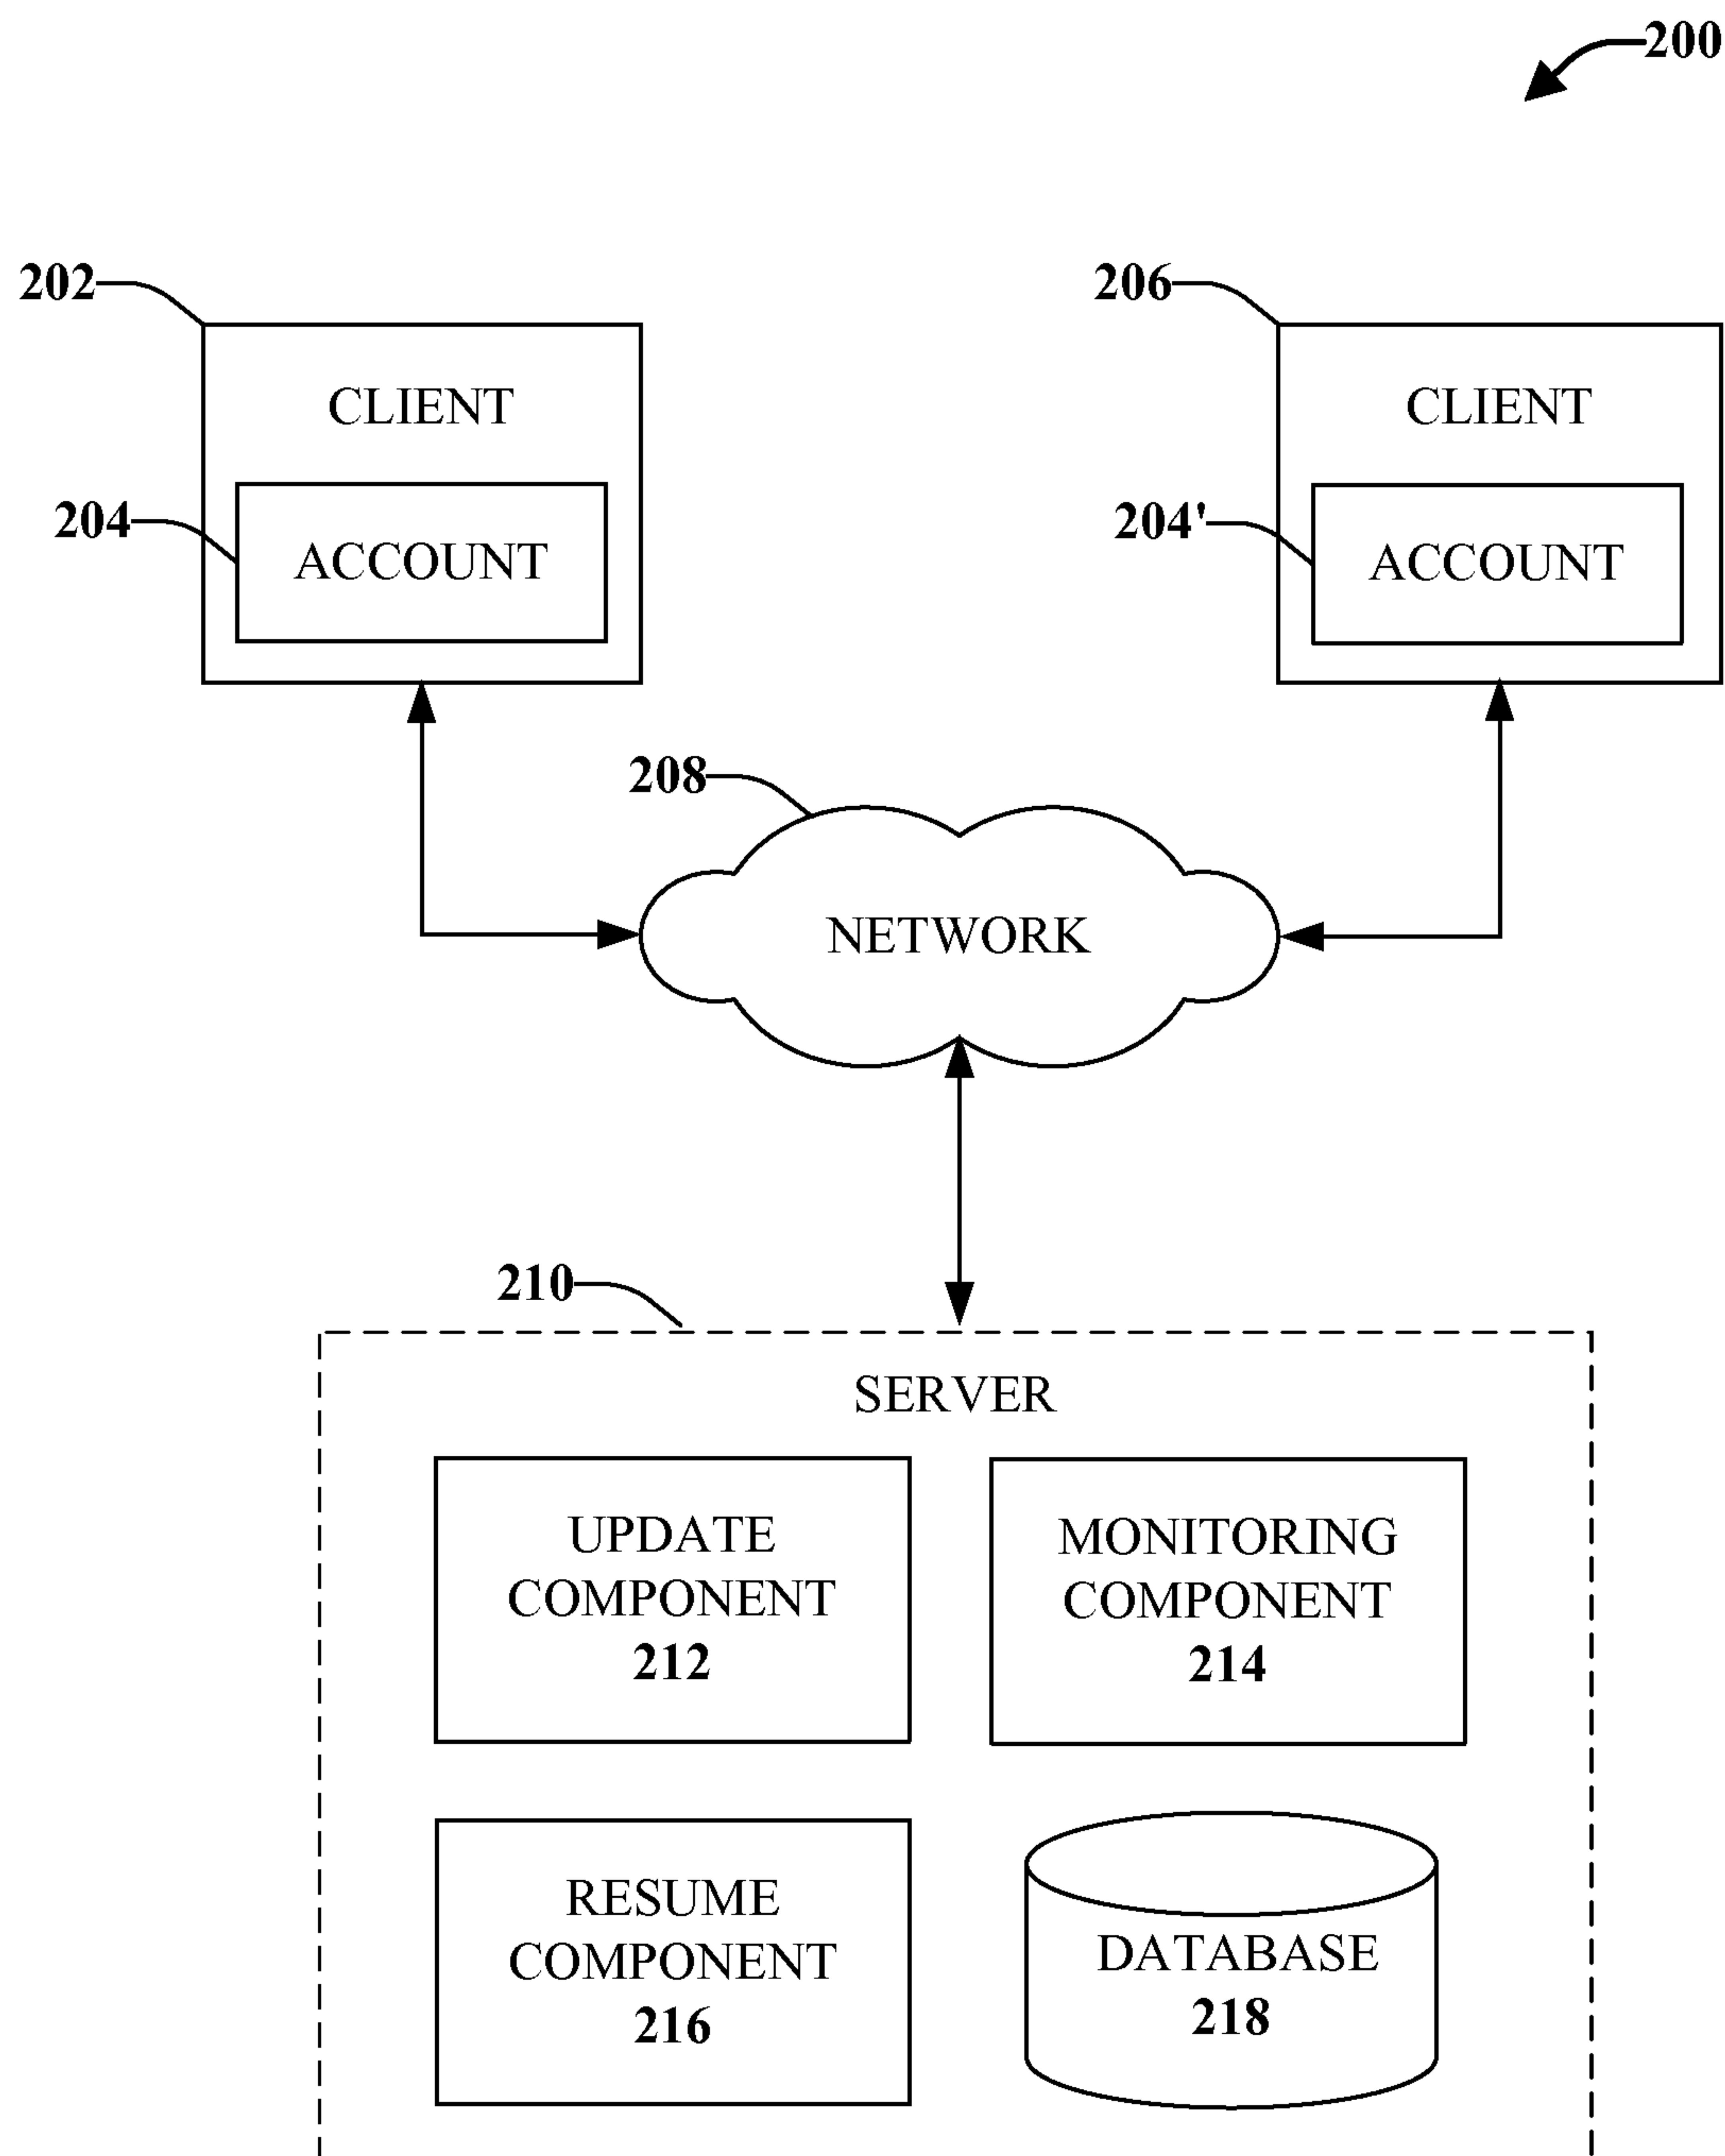 200
202
206
CLIENT
CLIENT
204
204'
ACCOUNT
ACCOUNT
208
NETWORK
210
SERVER
UPDATE
COMPONENT
212
MONITORING
COMPONENT
214
RESUME
COMPONENT
216
DATABASE
218